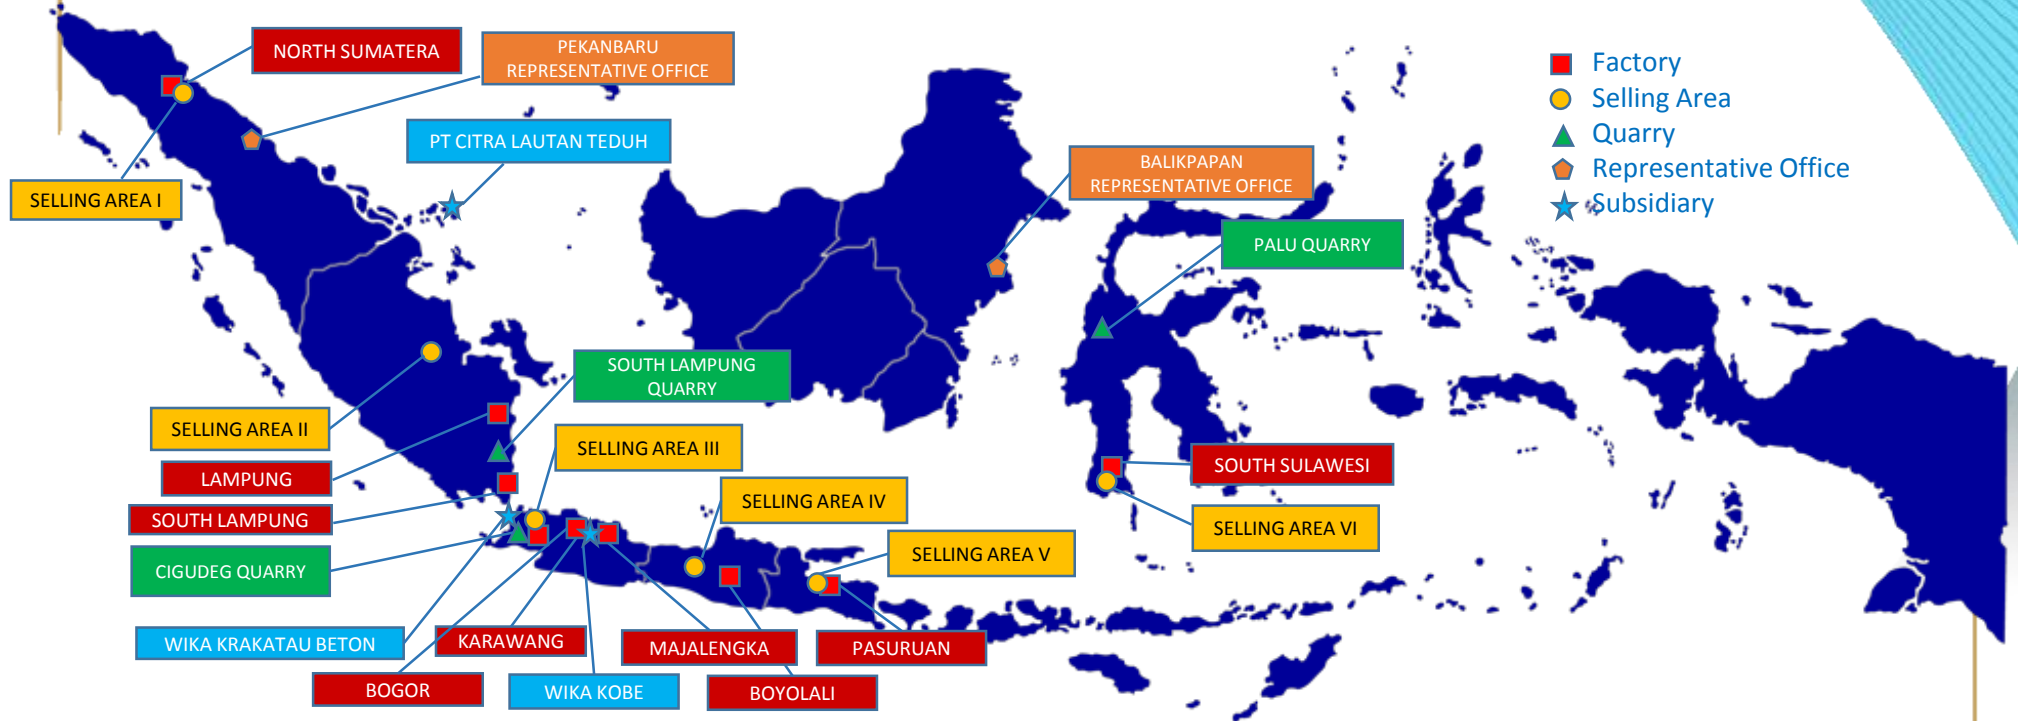 NORTH SUMATERA
PEKANBARU
REPRESENTATIVE OFFICE
PT CITRA LAUTAN TEDUH
SELLING AREA I
BALIKPAPAN
REPRESENTATIVE OFFICE
PALU QUARRY
Factory
Selling Area
Quarry
Representative Office
Subsidiary
SOUTH LAMPUNG
QUARRY
SELLING AREA II
SELLING AREA III
LAMPUNG
SOUTH LAMPUNG
CIGUDEG QUARRY
SELLING AREA IV
SELLING AREA V
SOUTH SULAWESI
SELLING AREA VI
WIKA KRAKATAU BETON
KARAWANG
MAJALENGKA
PASURUAN
BOGOR
WIKA KOBE
BOYOLALI